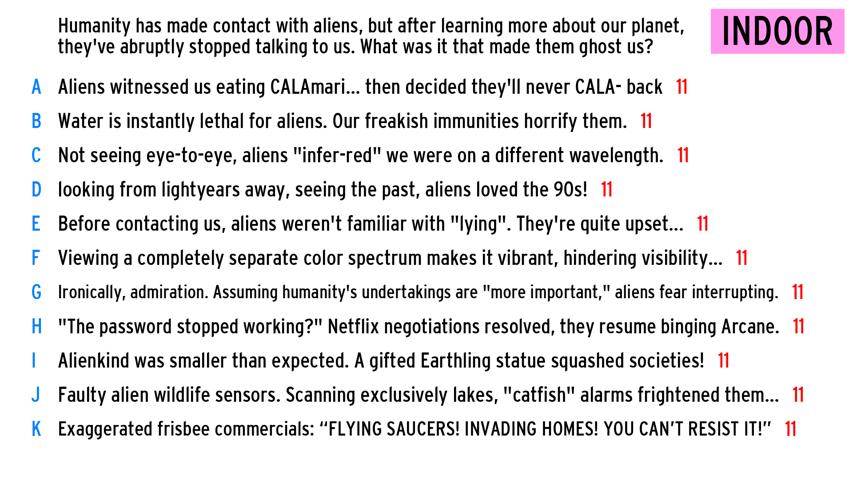 Humanity has made contact with aliens, but after learning more about our planet,
they've abruptly stopped talking to us. What was it that made them ghost us?
INDOOR
A Aliens witnessed us eating CALAmari... then decided they'll never CALA- back 11
B Water is instantly lethal for aliens. Our freakish immunities horrify them. 11
C Not seeing eye-to-eye, aliens "infer-red" we were on a different wavelength. 11
D looking from lightyears away, seeing the past, aliens loved the 90s! 11
E Before contacting us, aliens weren't familiar with "lying". They're quite upset... 11
F Viewing a completely separate color spectrum makes it vibrant, hindering visibility... 11
G Ironically, admiration. Assuming humanity's undertakings are "more important," aliens fear interrupting. 11
H "The password stopped working?" Netflix negotiations resolved, they resume binging Arcane. 11
I Alienkind was smaller than expected. A gifted Earthling statue squashed societies! 11
J Faulty alien wildlife sensors. Scanning exclusively lakes, "catfish" alarms frightened them... 11
K Exaggerated frisbee commercials: “FLYING SAUCERS! INVADING HOMES! YOU CAN’T RESIST IT!” 11